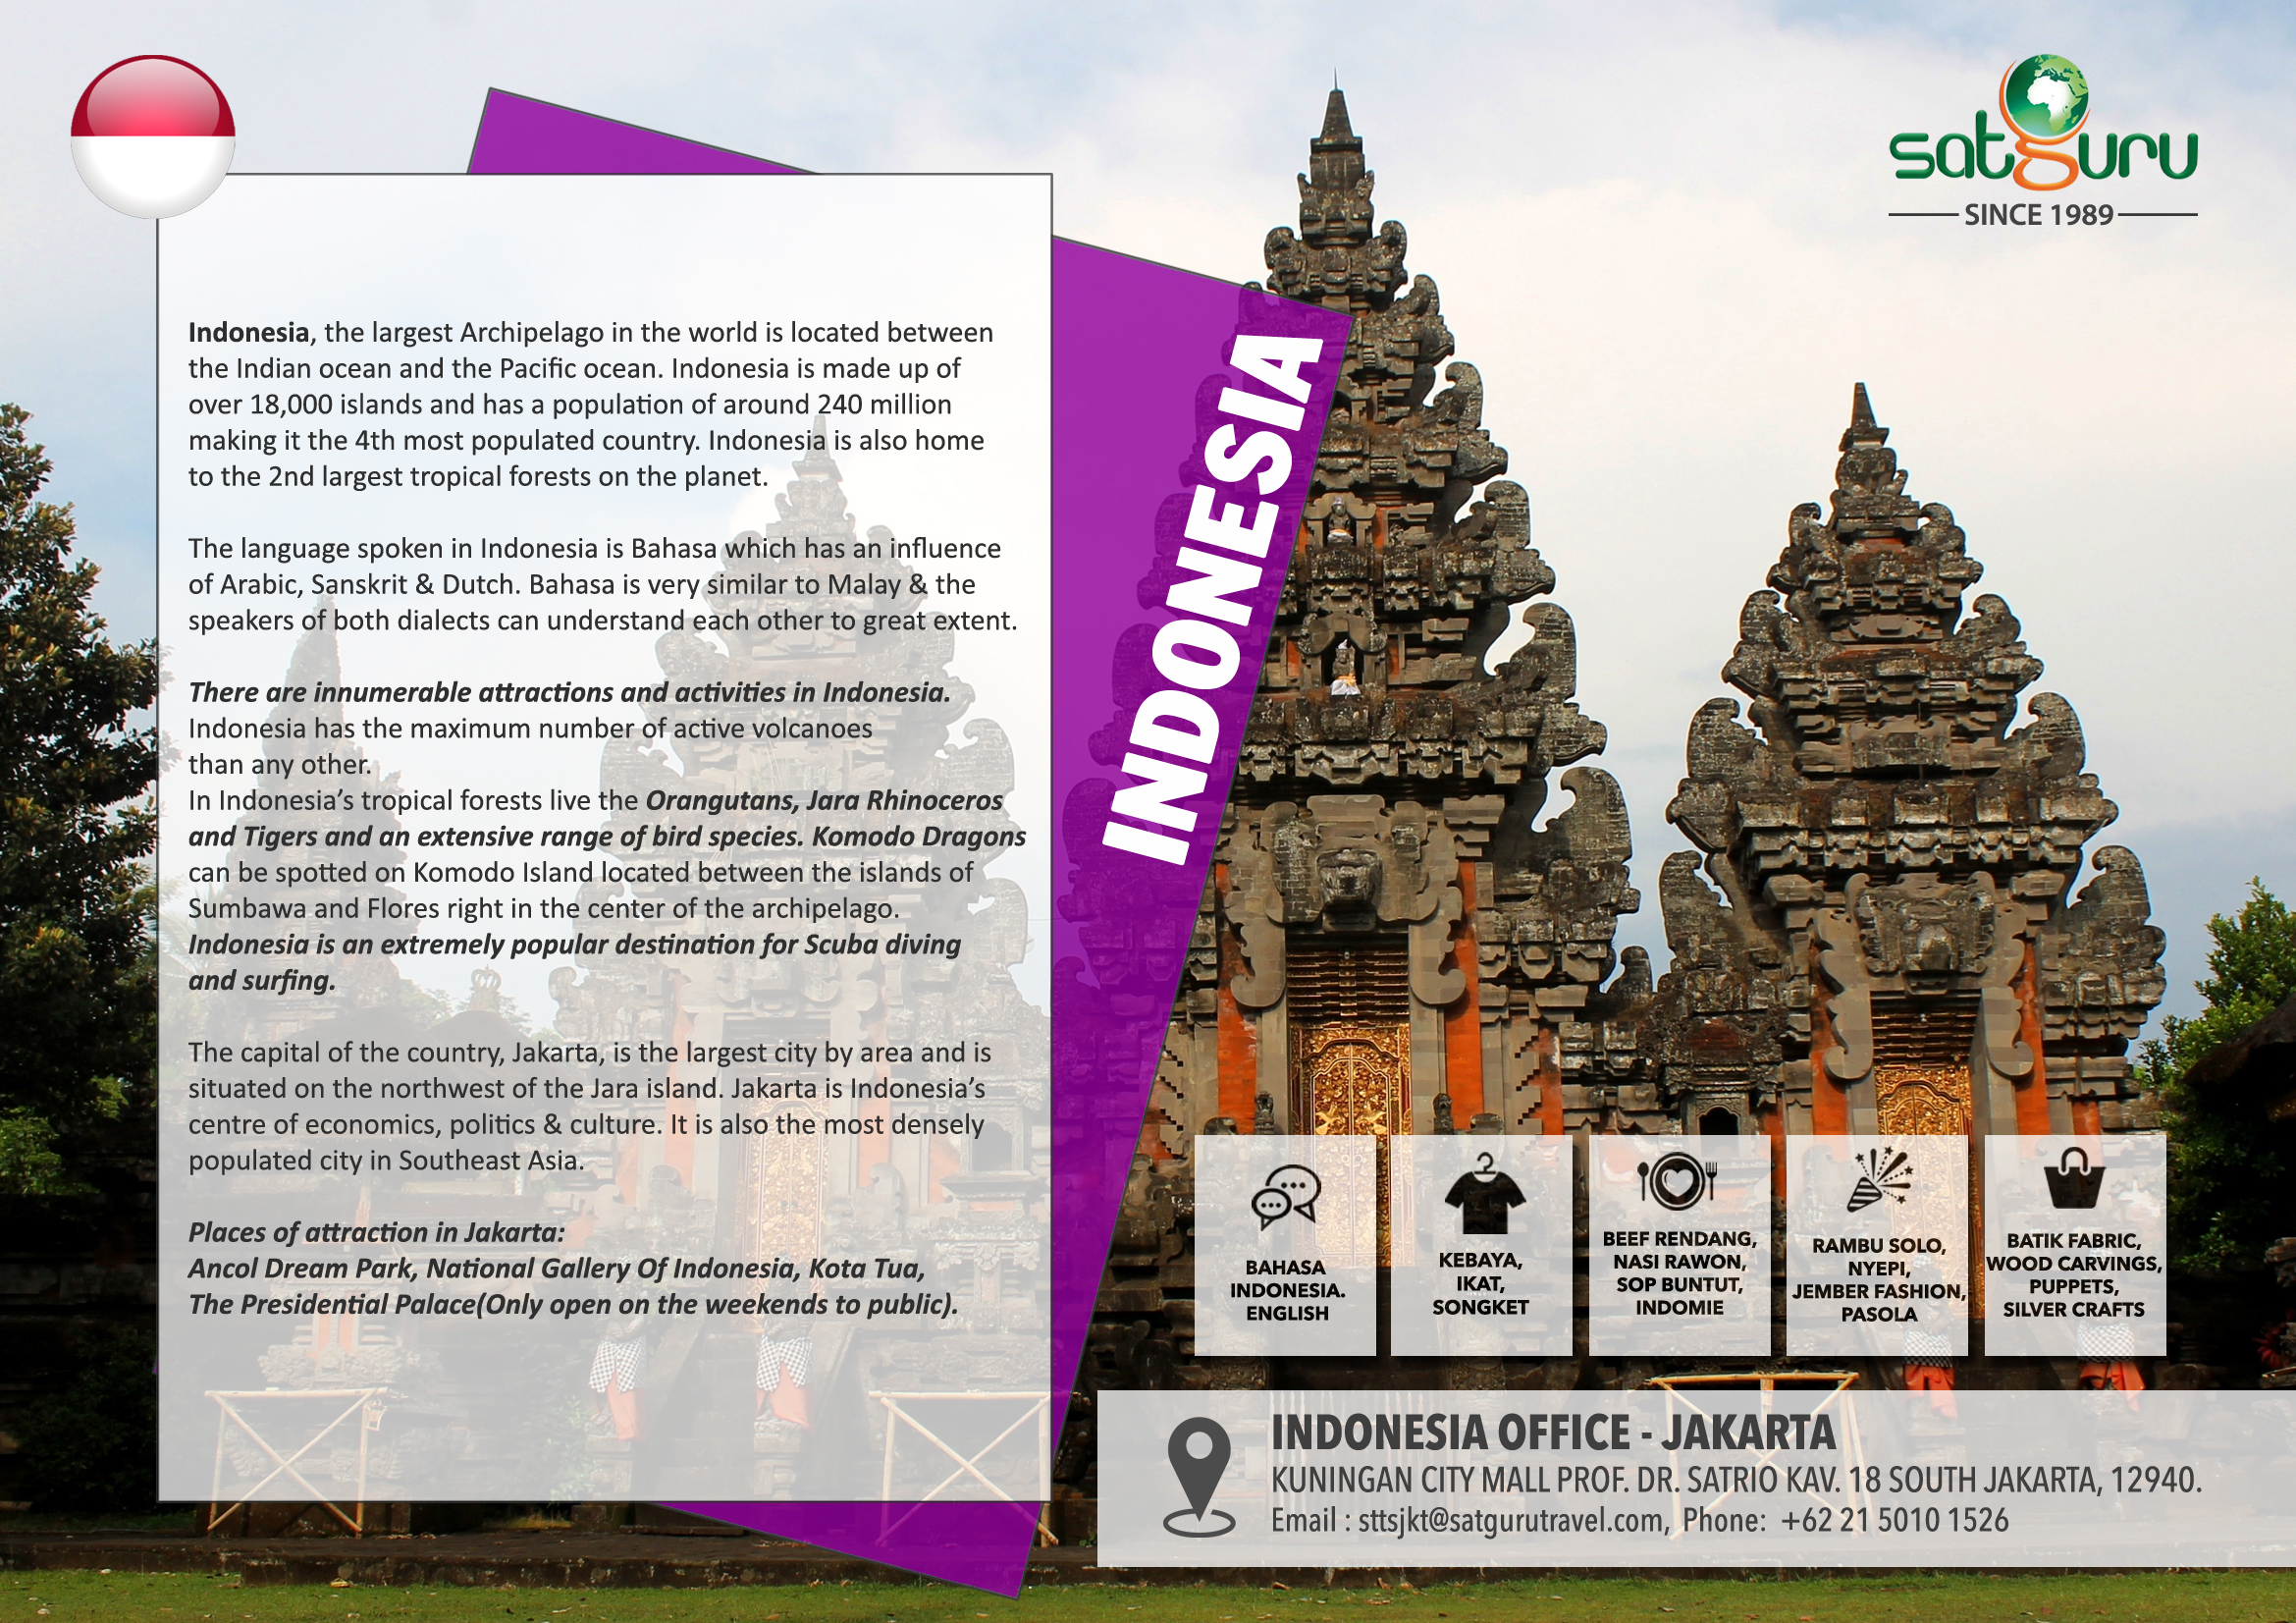 satguru
SINCE 1989
Indonesia, the largest Archipelago in the world is located between
the Indian ocean and the Pacific ocean. Indonesia is made up of
over 18,000 islands and has a population of around 240 million
making it the 4th most populated country. Indonesia is also home
to the 2nd largest tropical forests on the planet.
The language spoken in Indonesia is Bahasa which has an influence
of Arabic, Sanskrit & Dutch. Bahasa is very similar to Malay & the
speakers of both dialects can understand each other to great extent.
There are innumerable attractions and activities in Indonesia.
Indonesia has the maximum number of active volcanoes
than any other.
In Indonesia’s tropical forests live the Orangutans, Jara Rhinoceros
and Tigers and an extensive range of bird species. Komodo Dragons
can be spotted on Komodo Island located between the islands of
Sumbawa and Flores right in the center of the archipelago.
Indonesia is an extremely popular destination for Scuba diving
and surfing.
The capital of the country, Jakarta, is the largest city by area and is
situated on the northwest of the Jara island. Jakarta is Indonesia’s
centre of economics, politics & culture. It is also the most densely
populated city in Southeast Asia.
Places of attraction in Jakarta:
Ancol Dream Park, National Gallery Of Indonesia, Kota Tua,
The Presidential Palace(Only open on the weekends to public).
INDONESIA
BAHASA
INDONESIA.
ENGLISH
KEBAYA,
IKAT,
SONGKET
BEEF RENDANG,
NASI RAWON,
SOP BUNTUT,
INDOMIE
RAMBU SOLO,
NYEPI,
JEMBER FASHION,
PASOLA
BATIK FABRIC,
WOOD CARVINGS,
PUPPETS,
SILVER CRAFTS
INDONESIA OFFICE - JAKARTA
KUNINGAN CITY MALL PROF. DR. SATRIO KAV. 18 SOUTH JAKARTA, 12940.
Email : sttsjkt@satgurutravel.com, Phone: +62 21 5010 1526